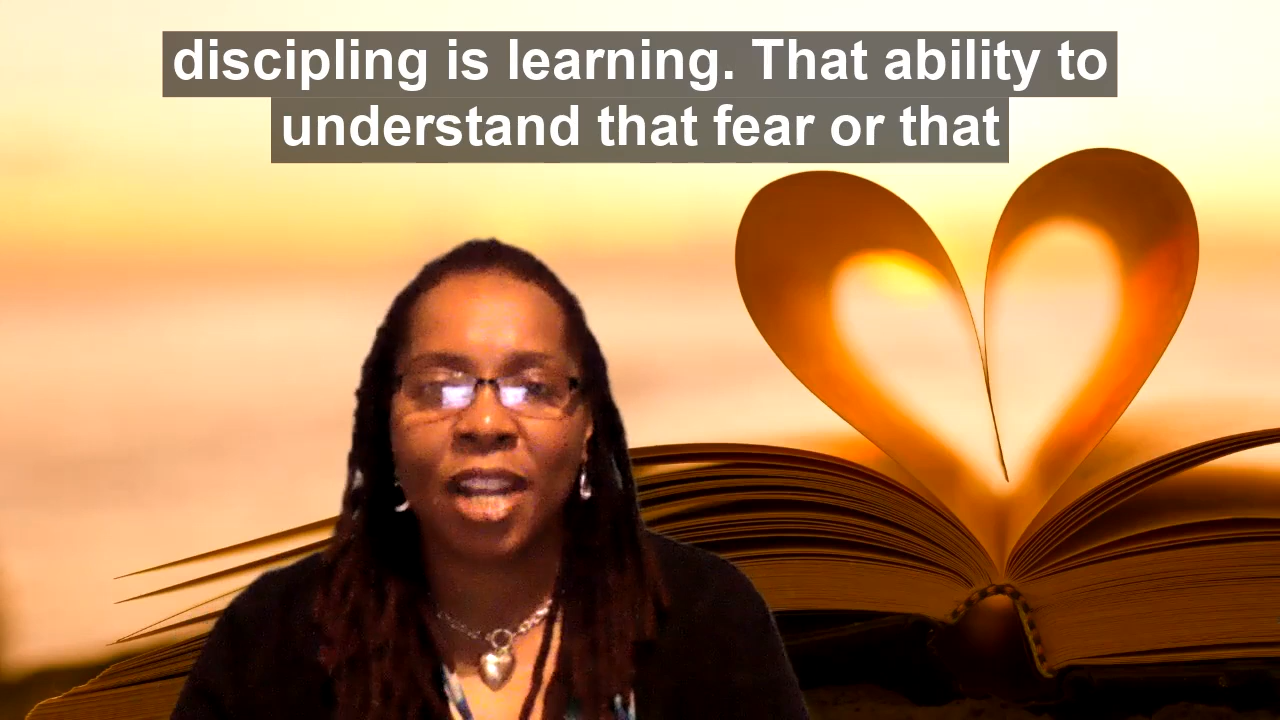 discipling is learning. That ability to
understand that fear or that